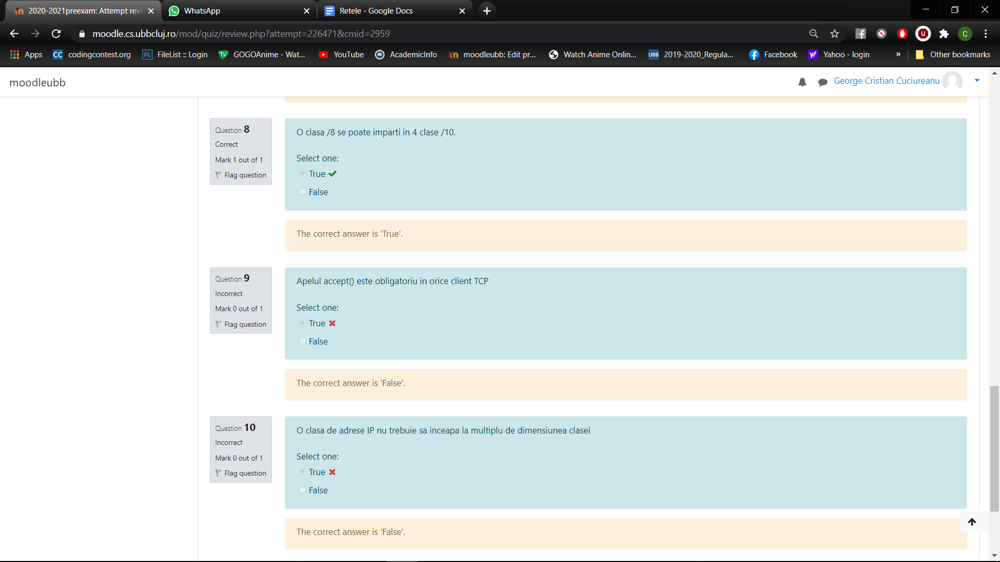 2020-2021preexam: Attempt revi
WhatsApp
Retele - Google Docs
moodle.cs.ubbcluj.ro/mod/quiz/review.php?attempt=226471&cmid=2959
Apps
CC codingcontest.org
FL FileList :: Login
GOGOAnime - Wat...
YouTube
AcademicInfo
moodleubb: Edit pr...
Watch Anime Onlin...
UBB 2019-2020_Regula...
Facebook
Yahoo - login
»
Other bookmarks
moodleubb
George Cristian Cuciureanu
Question 8
Correct
Mark 1 out of 1
Flag question
O clasa /8 se poate imparti in 4 clase /10.
Select one:
True
False
The correct answer is 'True'.
Question 9
Incorrect
Mark 0 out of 1
Flag question
Apelul accept() este obligatoriu in orice client TCP
Select one:
True
False
The correct answer is 'False'.
Question 10
Incorrect
Mark 0 out of 1
Flag question
O clasa de adrese IP nu trebuie sa inceapa la multiplu de dimensiunea clasei
Select one:
True
False
The correct answer is 'False'.